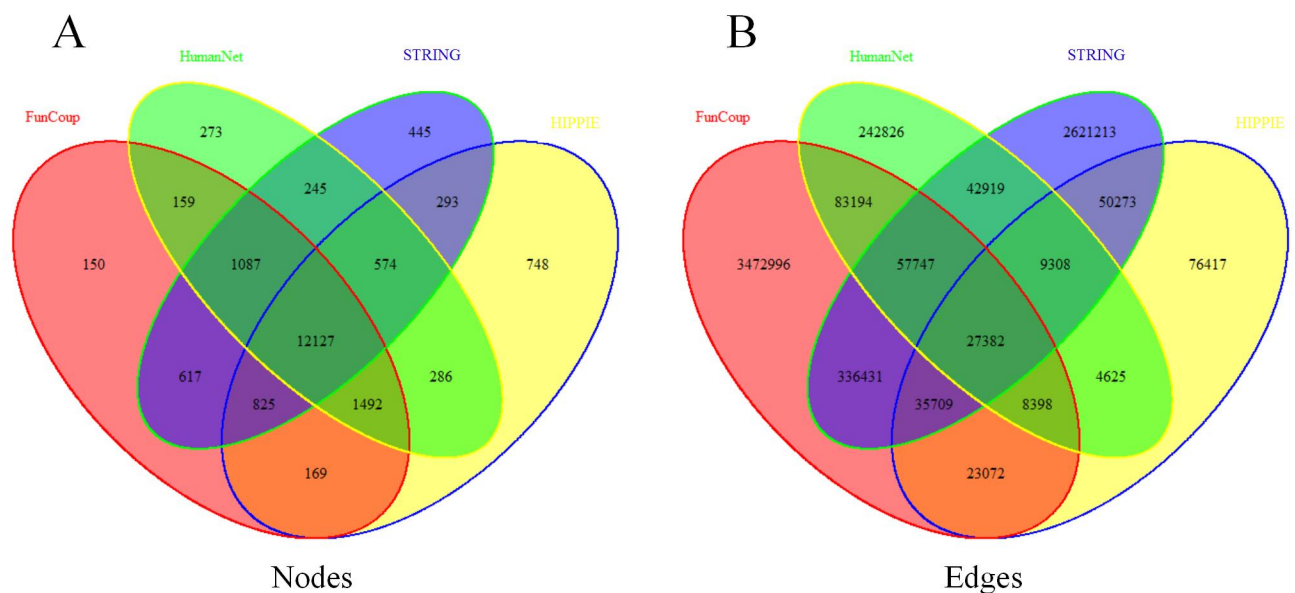 A
HumanNet
STRING
FunCoup
HIPPIE
273
445
159
245
293
150
1087
574
748
12127
617
286
825
1492
169
Nodes
B
HumanNet
STRING
FunCoup
HIPPIE
242826
2621213
83194
42919
50273
3472996
57747
9308
76417
27382
336431
4625
35709
8398
23072
Edges